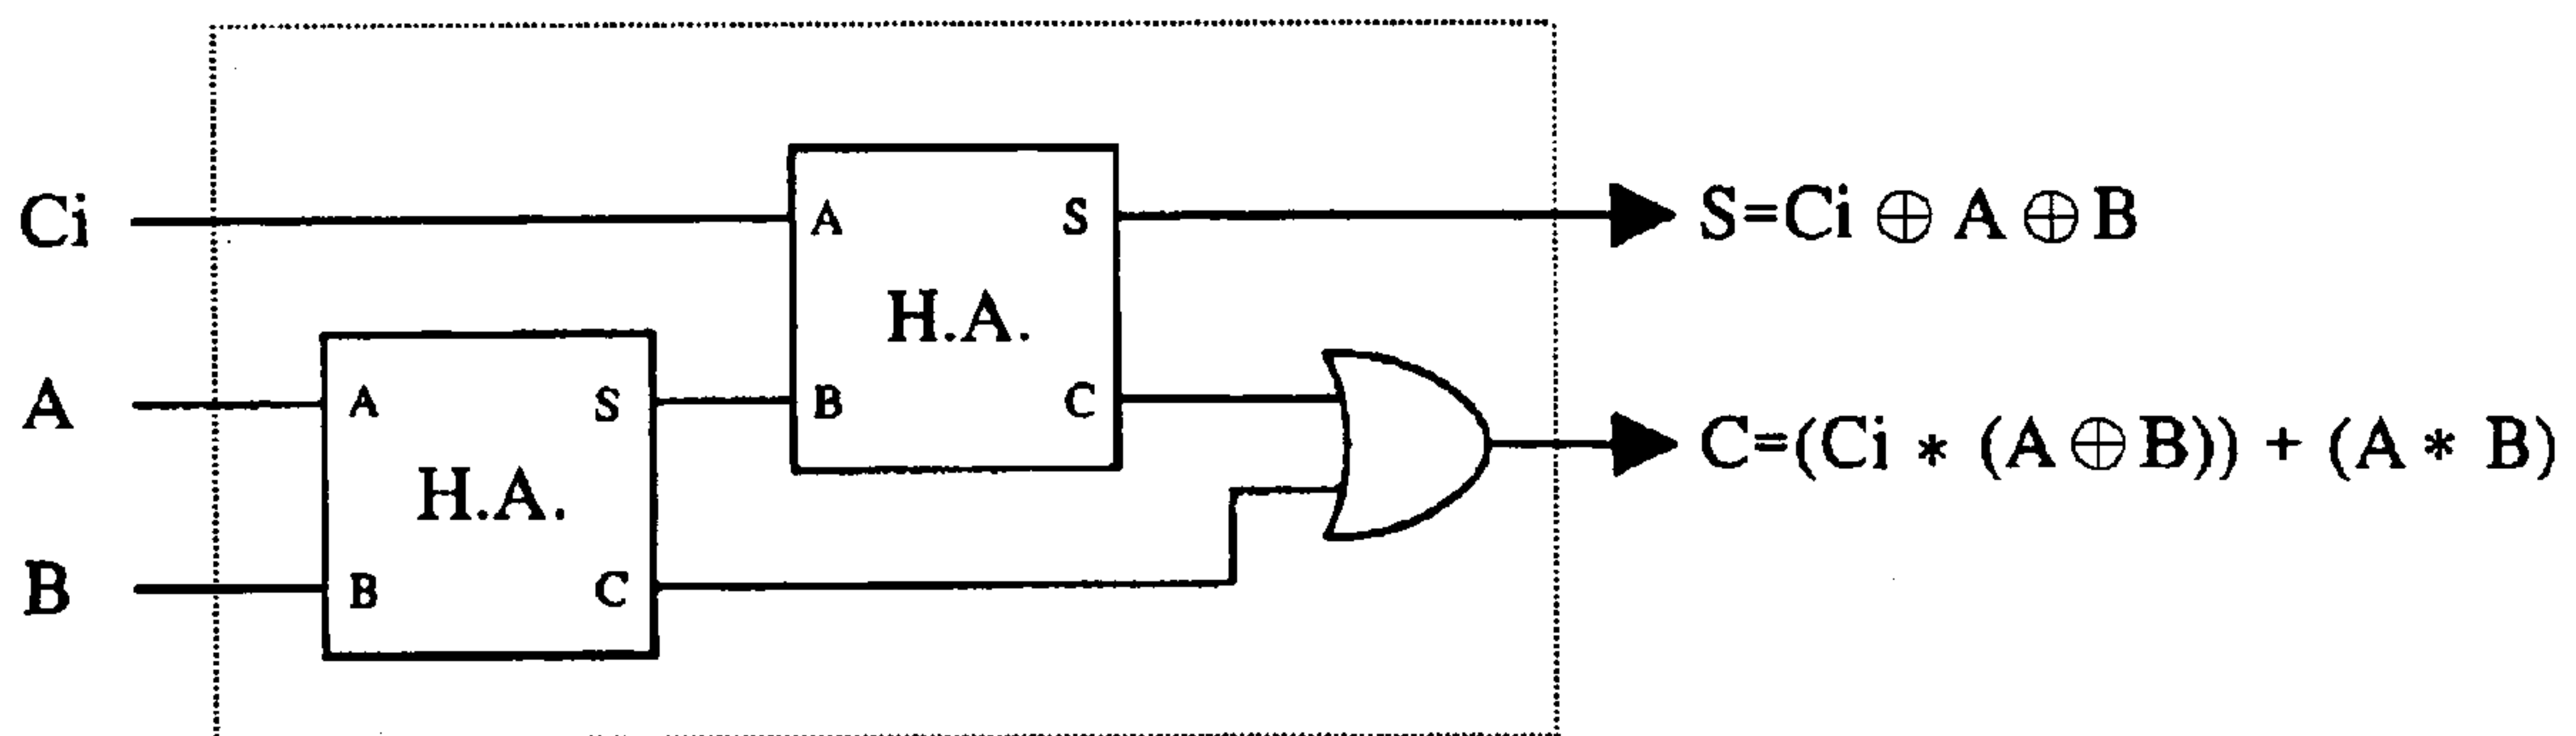 Ci
A
S
S=Ci ⊕ A ⊕ B
H.A.
A
A
S
B
C
C=(Ci * (A ⊕ B)) + (A * B)
H.A.
B
B
C